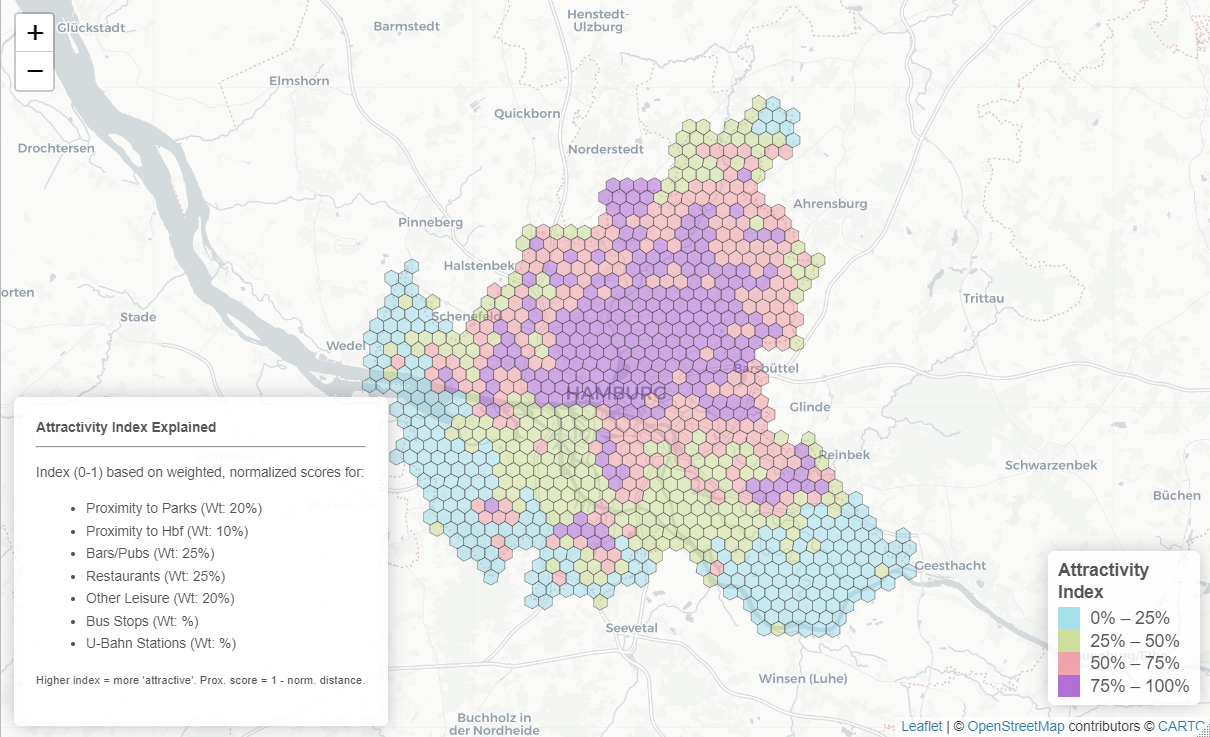 +
−
Glückstadt
Barmstedt
Henstedt-
Ulzburg
Elmshorn
Quickborn
Drochtersen
Norderstedt
Ahrensburg
Pinneberg
Halstenbek
orten
Trittau
Stade
Schenefeld
Wedel
Barsbüttel
HAMBURG
Glinde
Reinbek
Schwarzenbek
Büchen
Geesthacht
Seevetal
Winsen (Luhe)
Buchholz in
der Nordheide
Attractivity Index Explained
Index (0-1) based on weighted, normalized scores for:
• Proximity to Parks (Wt: 20%)
• Proximity to Hbf (Wt: 10%)
• Bars/Pubs (Wt: 25%)
• Restaurants (Wt: 25%)
• Other Leisure (Wt: 20%)
• Bus Stops (Wt: %)
• U-Bahn Stations (Wt: %)
Higher index = more 'attractive'. Prox. score = 1 - norm. distance.
Attractivity
Index
0% – 25%
25% – 50%
50% – 75%
75% – 100%
Leaflet | © OpenStreetMap contributors © CARTO